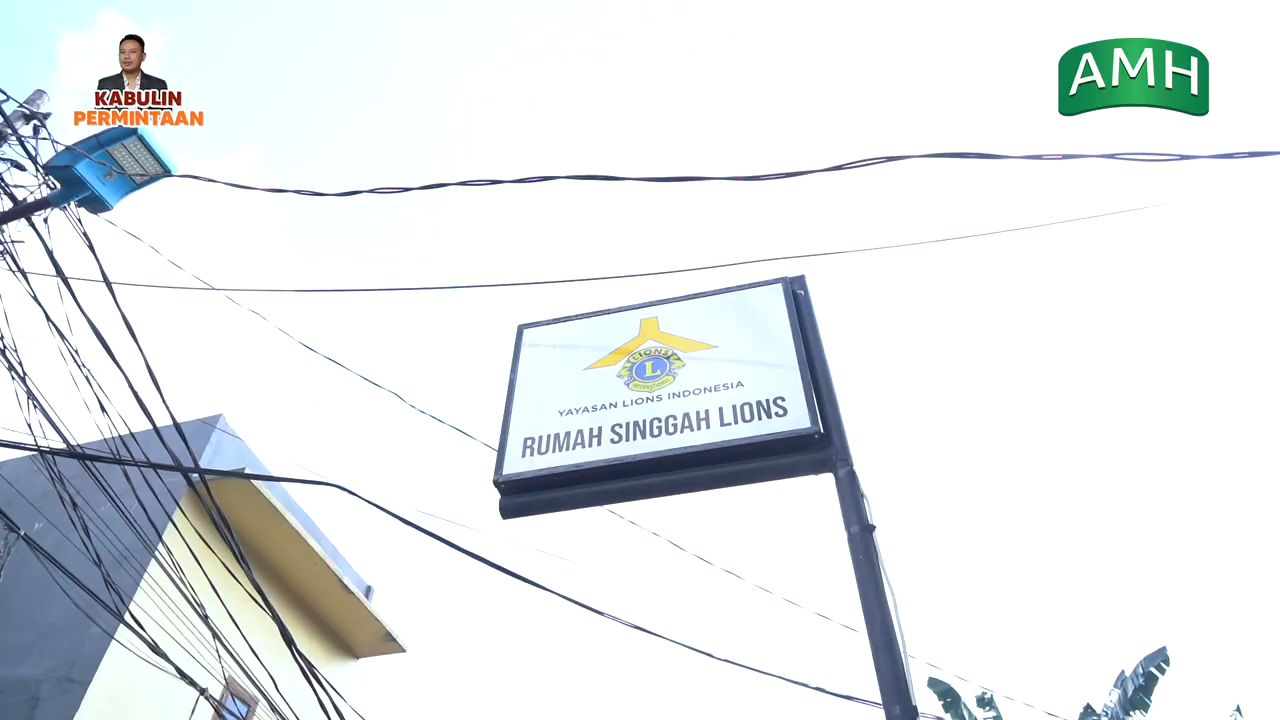 KABULIN
PERMINTAAN
AMH
LIONS
L
INTERNATIONAL
YAYASAN LIONS INDONESIA
RUMAH SINGGAH LIONS